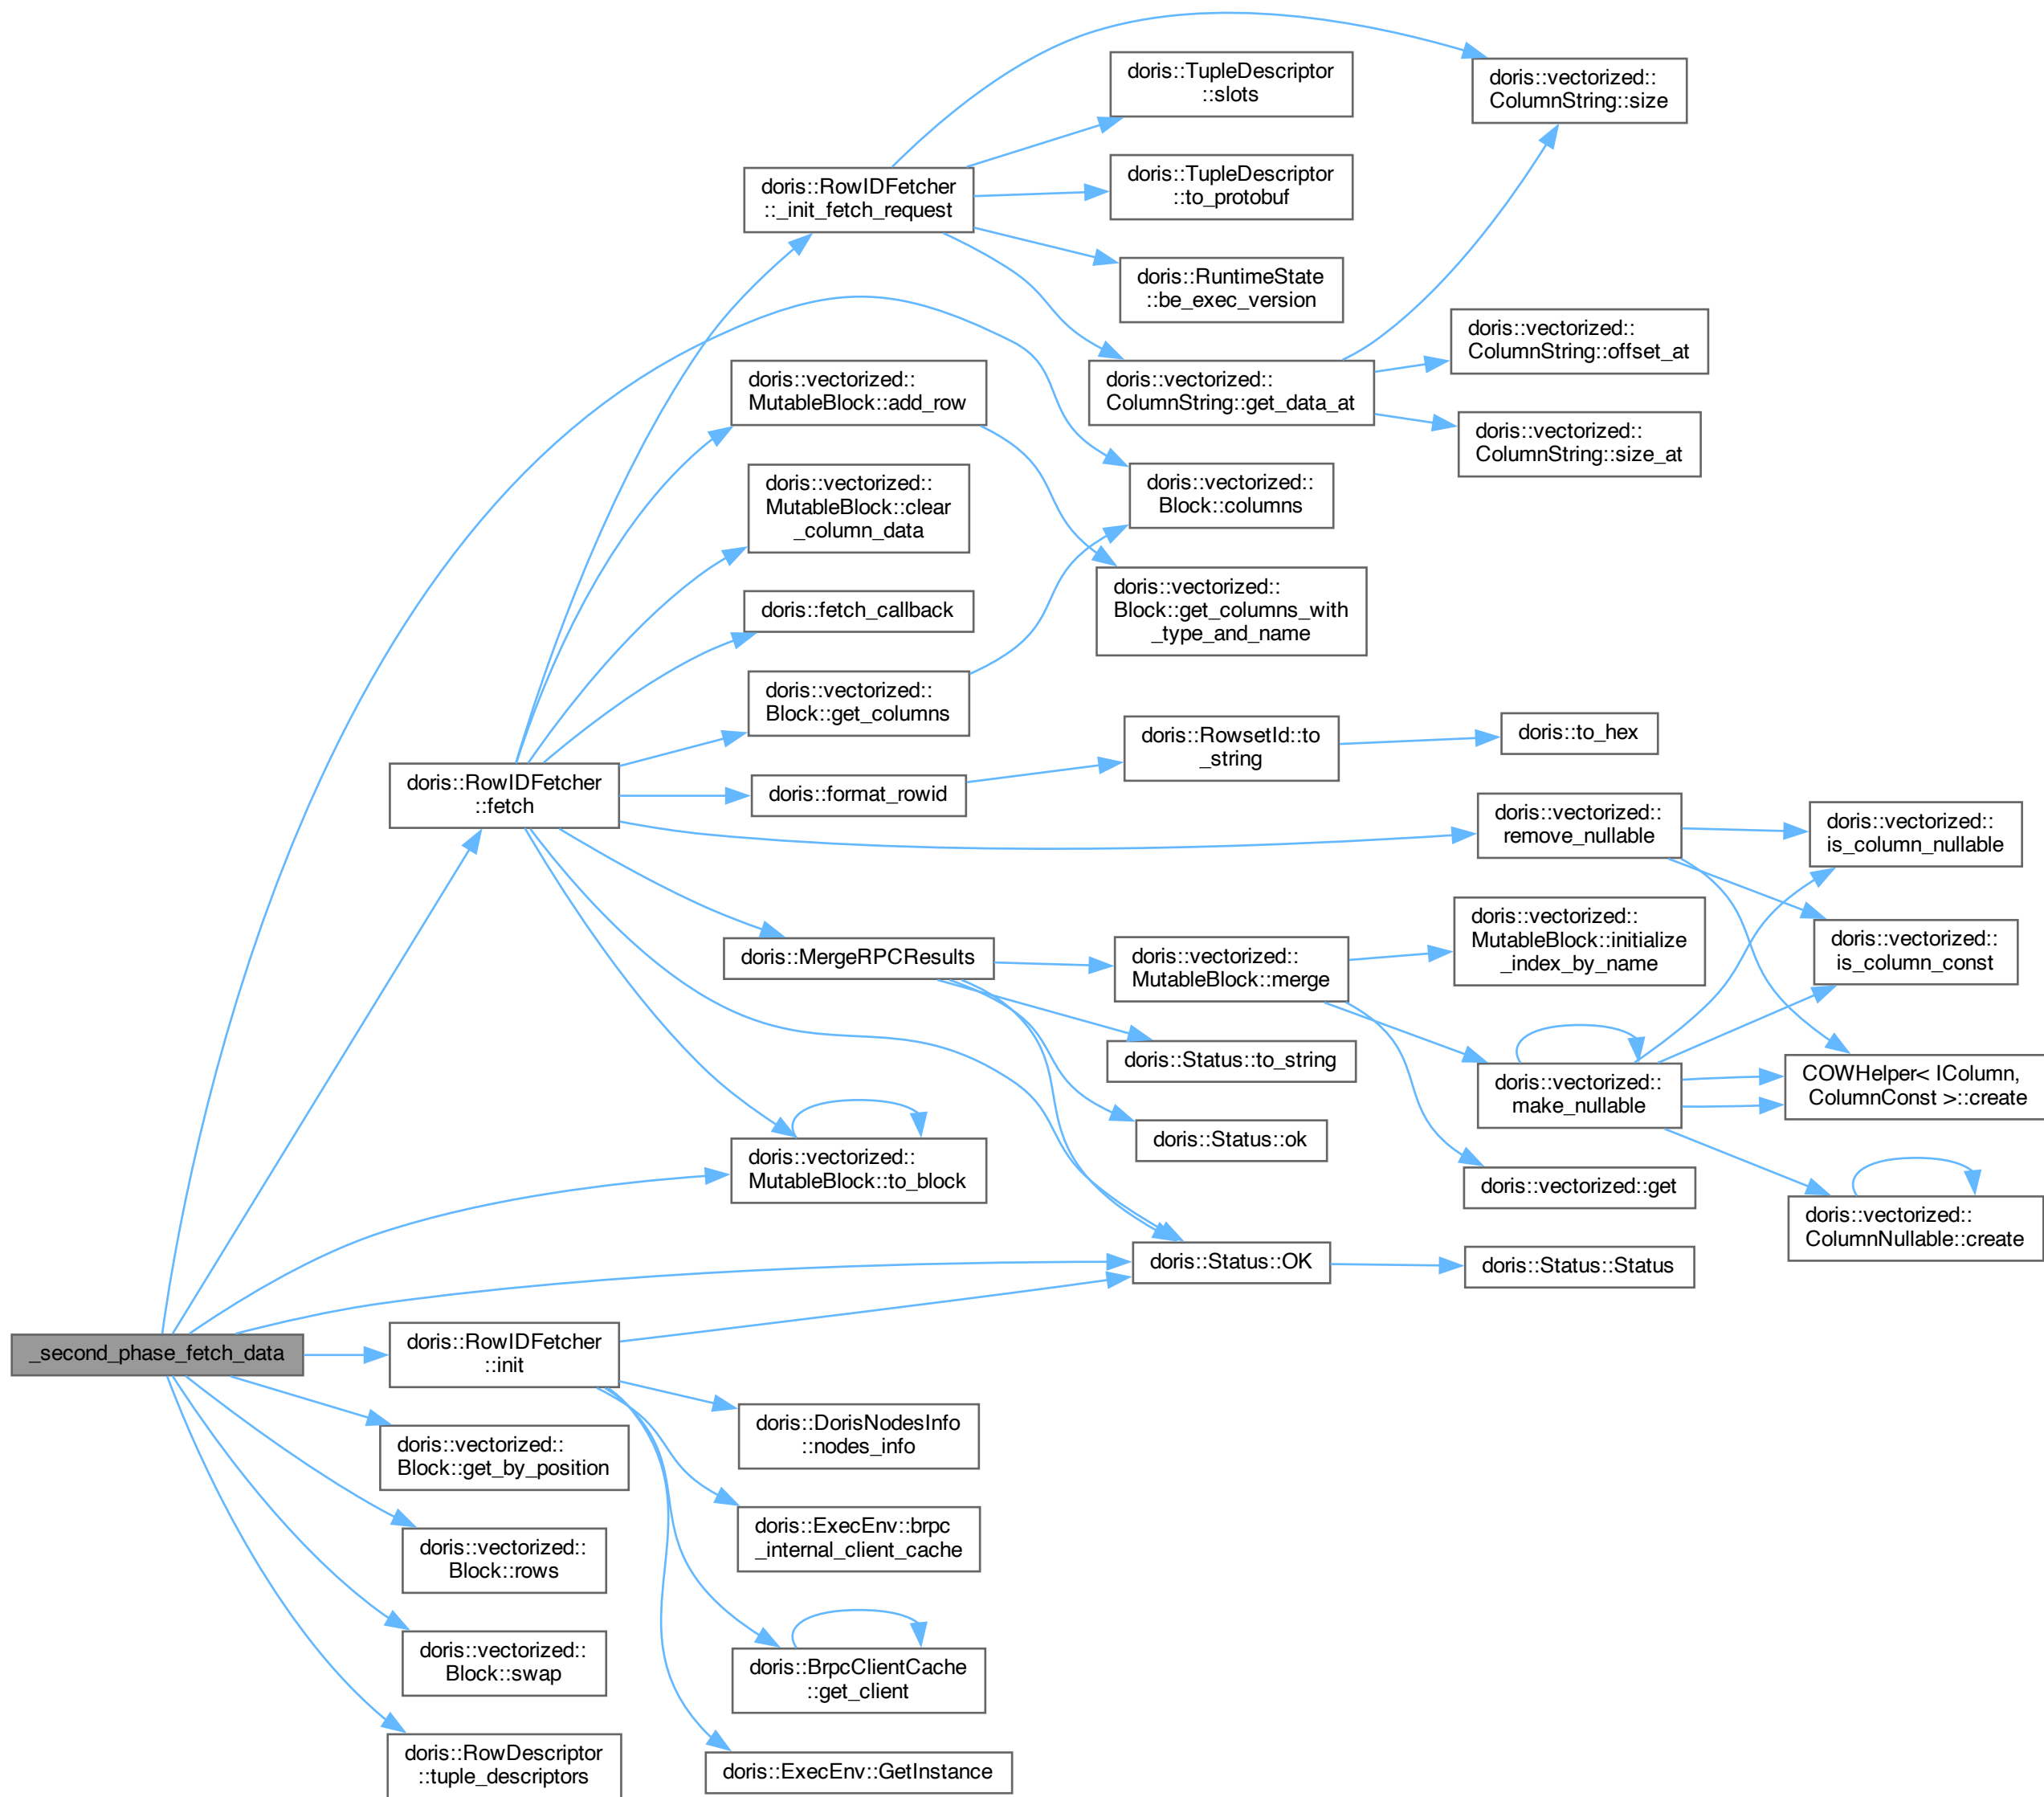 doris::TupleDescriptor
::slots
doris::vectorized::
ColumnString::size
doris::RowIDFetcher
::_init_fetch_request
doris::TupleDescriptor
::to_protobuf
doris::RuntimeState
::be_exec_version
doris::vectorized::
ColumnString::offset_at
doris::vectorized::
MutableBlock::add_row
doris::vectorized::
ColumnString::get_data_at
doris::vectorized::
ColumnString::size_at
doris::vectorized::
MutableBlock::clear
_column_data
doris::vectorized::
Block::columns
doris::fetch_callback
doris::vectorized::
Block::get_columns_with
_type_and_name
doris::vectorized::
Block::get_columns
doris::RowsetId::to
_string
doris::to_hex
doris::RowIDFetcher
::fetch
doris::format_rowid
doris::vectorized::
remove_nullable
doris::vectorized::
is_column_nullable
doris::MergeRPCResults
doris::vectorized::
MutableBlock::merge
doris::vectorized::
MutableBlock::initialize
_index_by_name
doris::vectorized::
is_column_const
doris::Status::to_string
doris::vectorized::
make_nullable
COWHelper< IColumn,
ColumnConst >::create
doris::Status::ok
doris::vectorized::
MutableBlock::to_block
doris::vectorized::get
doris::vectorized::
ColumnNullable::create
doris::Status::OK
doris::Status::Status
_second_phase_fetch_data
doris::RowIDFetcher
::init
doris::DorisNodesInfo
::nodes_info
doris::vectorized::
Block::get_by_position
doris::ExecEnv::brpc
_internal_client_cache
doris::vectorized::
Block::rows
doris::vectorized::
Block::swap
doris::BrpcClientCache
::get_client
doris::RowDescriptor
::tuple_descriptors
doris::ExecEnv::GetInstance